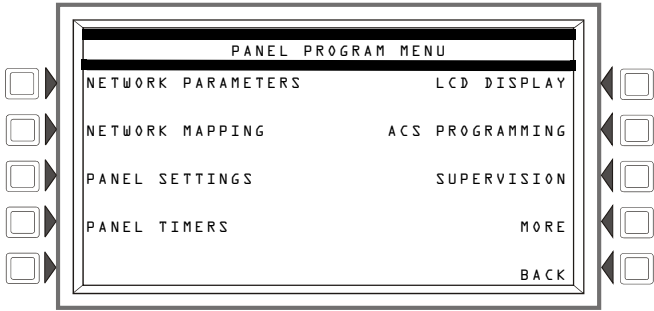 PANEL PROGRAM MENU
NETWORK PARAMETERS LCD DISPLAY
NETWORK MAPPING ACS PROGRAMMING
PANEL SETTINGS SUPERVISION
PANEL TIMERS MORE
BACK